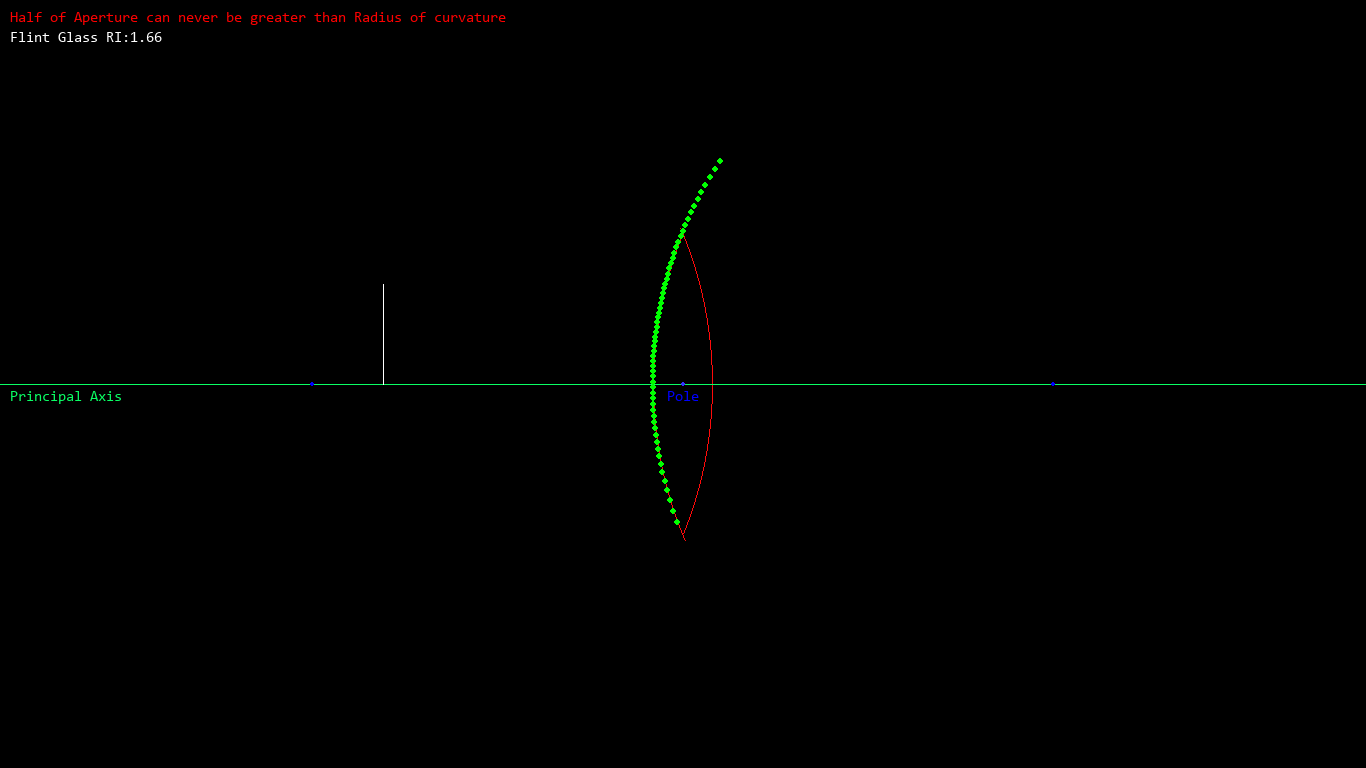 Half of Aperture can never be greater than Radius of curvature
Flint Glass RI:1.66
Principal Axis
Pole